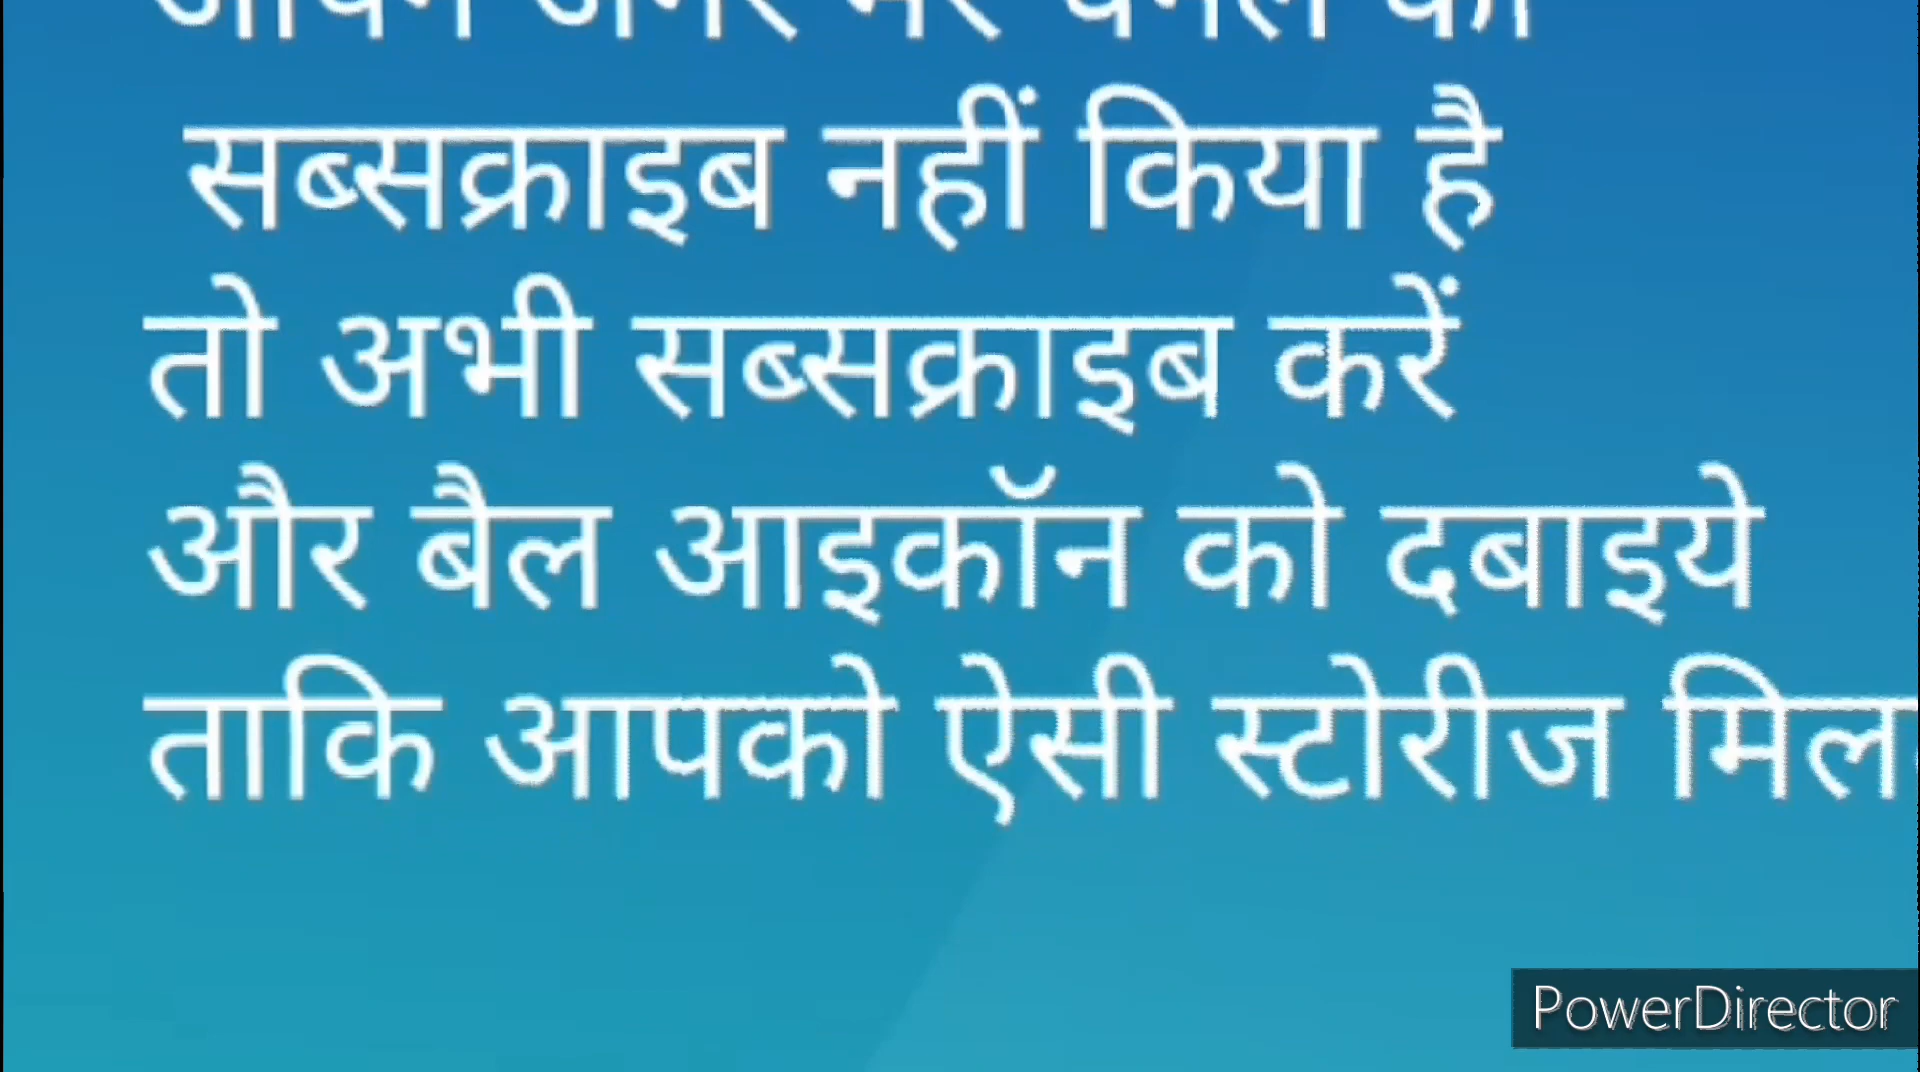 सब्सक्राइब नहीं किया है
तो अभी सब्सक्राइब करें
और बैल आइकॉन को दबाइये
ताकि आपको ऐसी स्टोरीज
PowerDirector